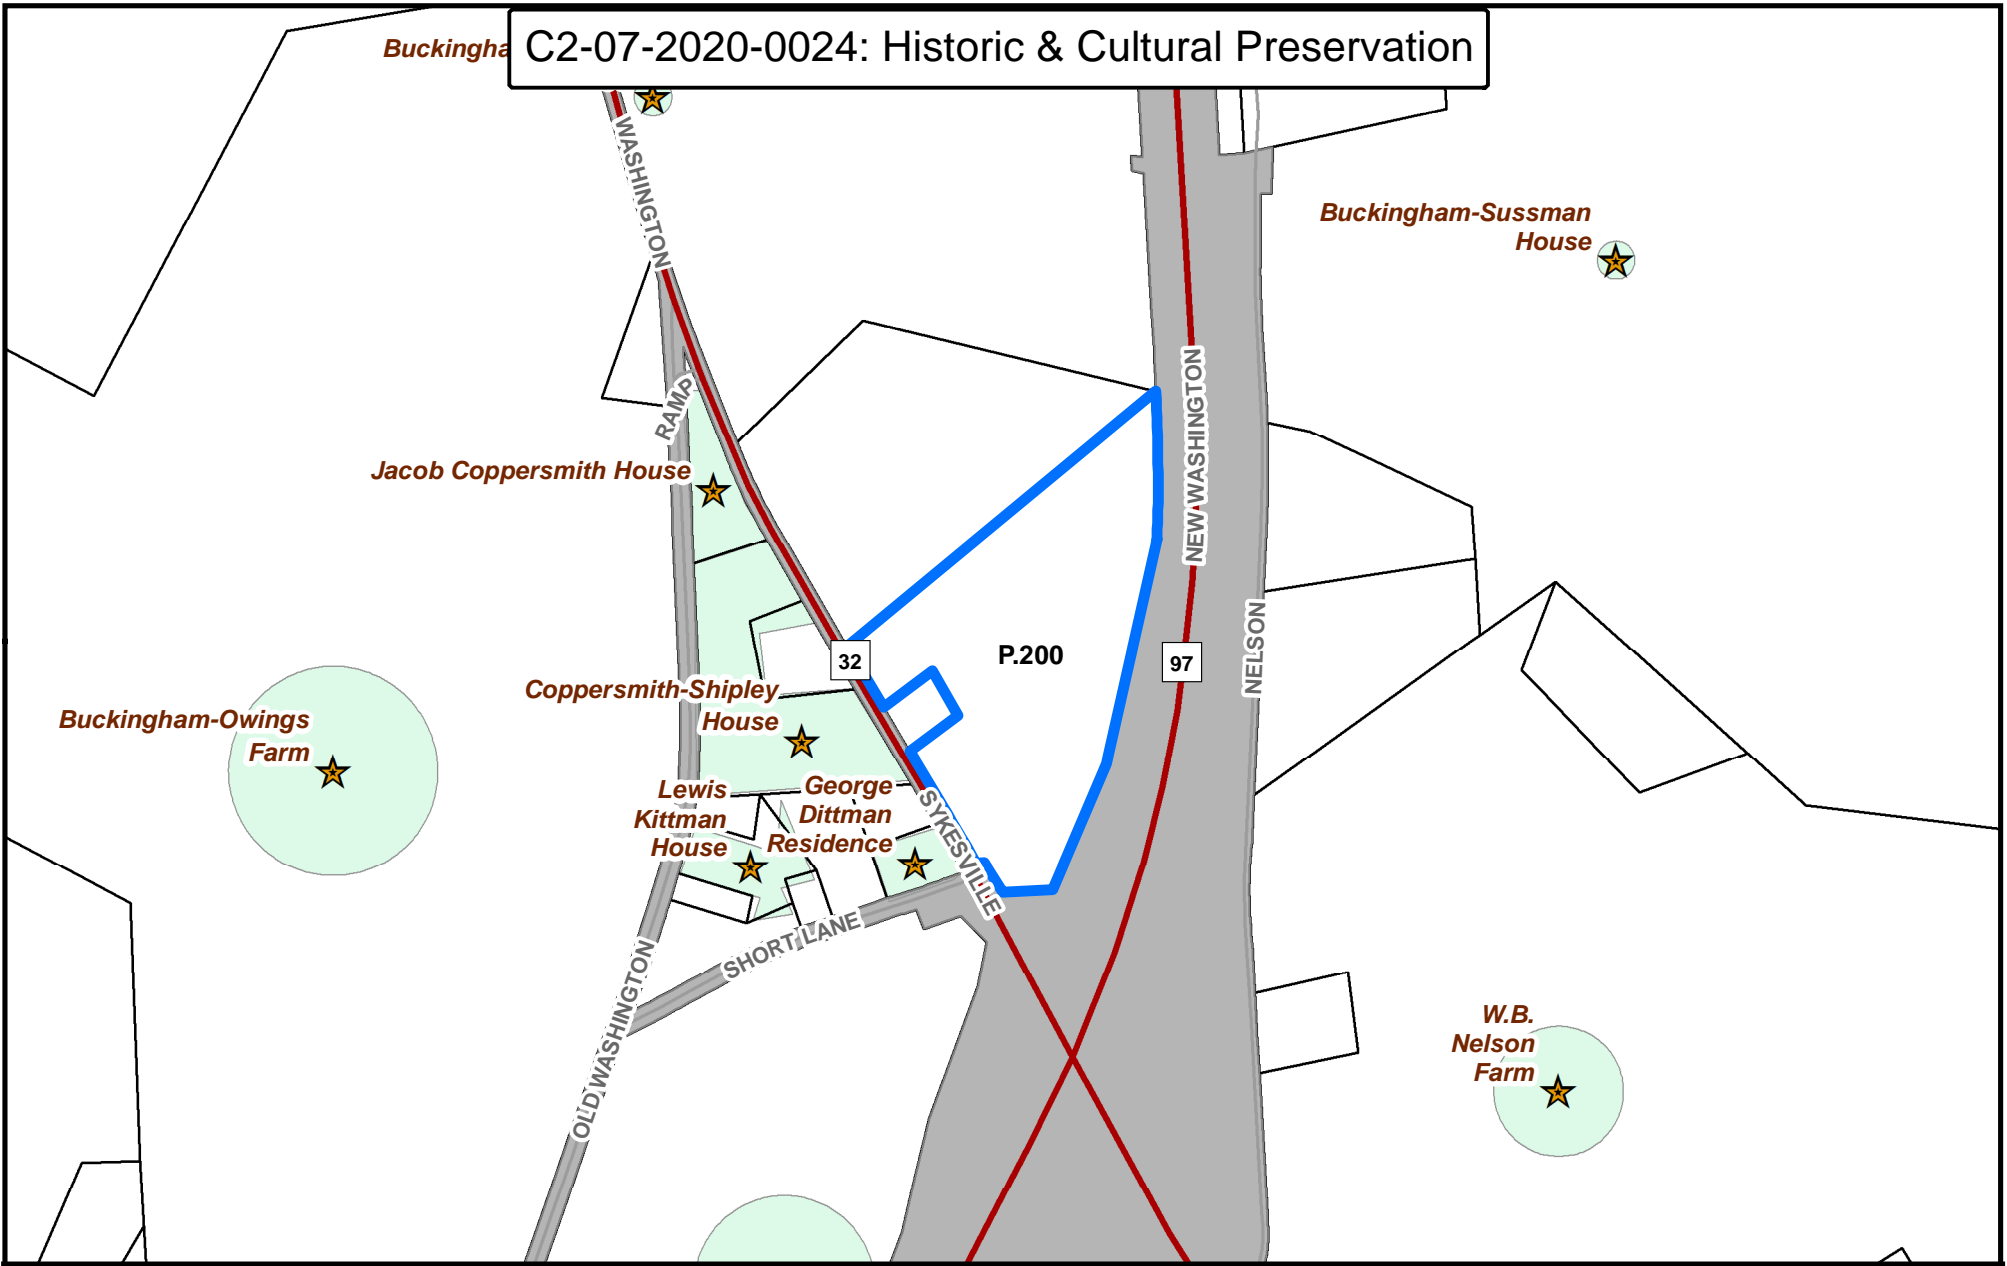 C2-07-2020-0024: Historic & Cultural Preservation
Buckingha
WASHINGTON
Buckingham-Sussman
House
RAMP
NEW WASHINGTON
Jacob Coppersmith House
32
P.200
97
NELSON
Coppersmith-Shipley
House
Buckingham-Owings
Farm
Lewis
Kittman
House
George
Dittman
Residence
SYKESVILLE
SHORT LANE
OLD WASHINGTON
W.B.
Nelson
Farm